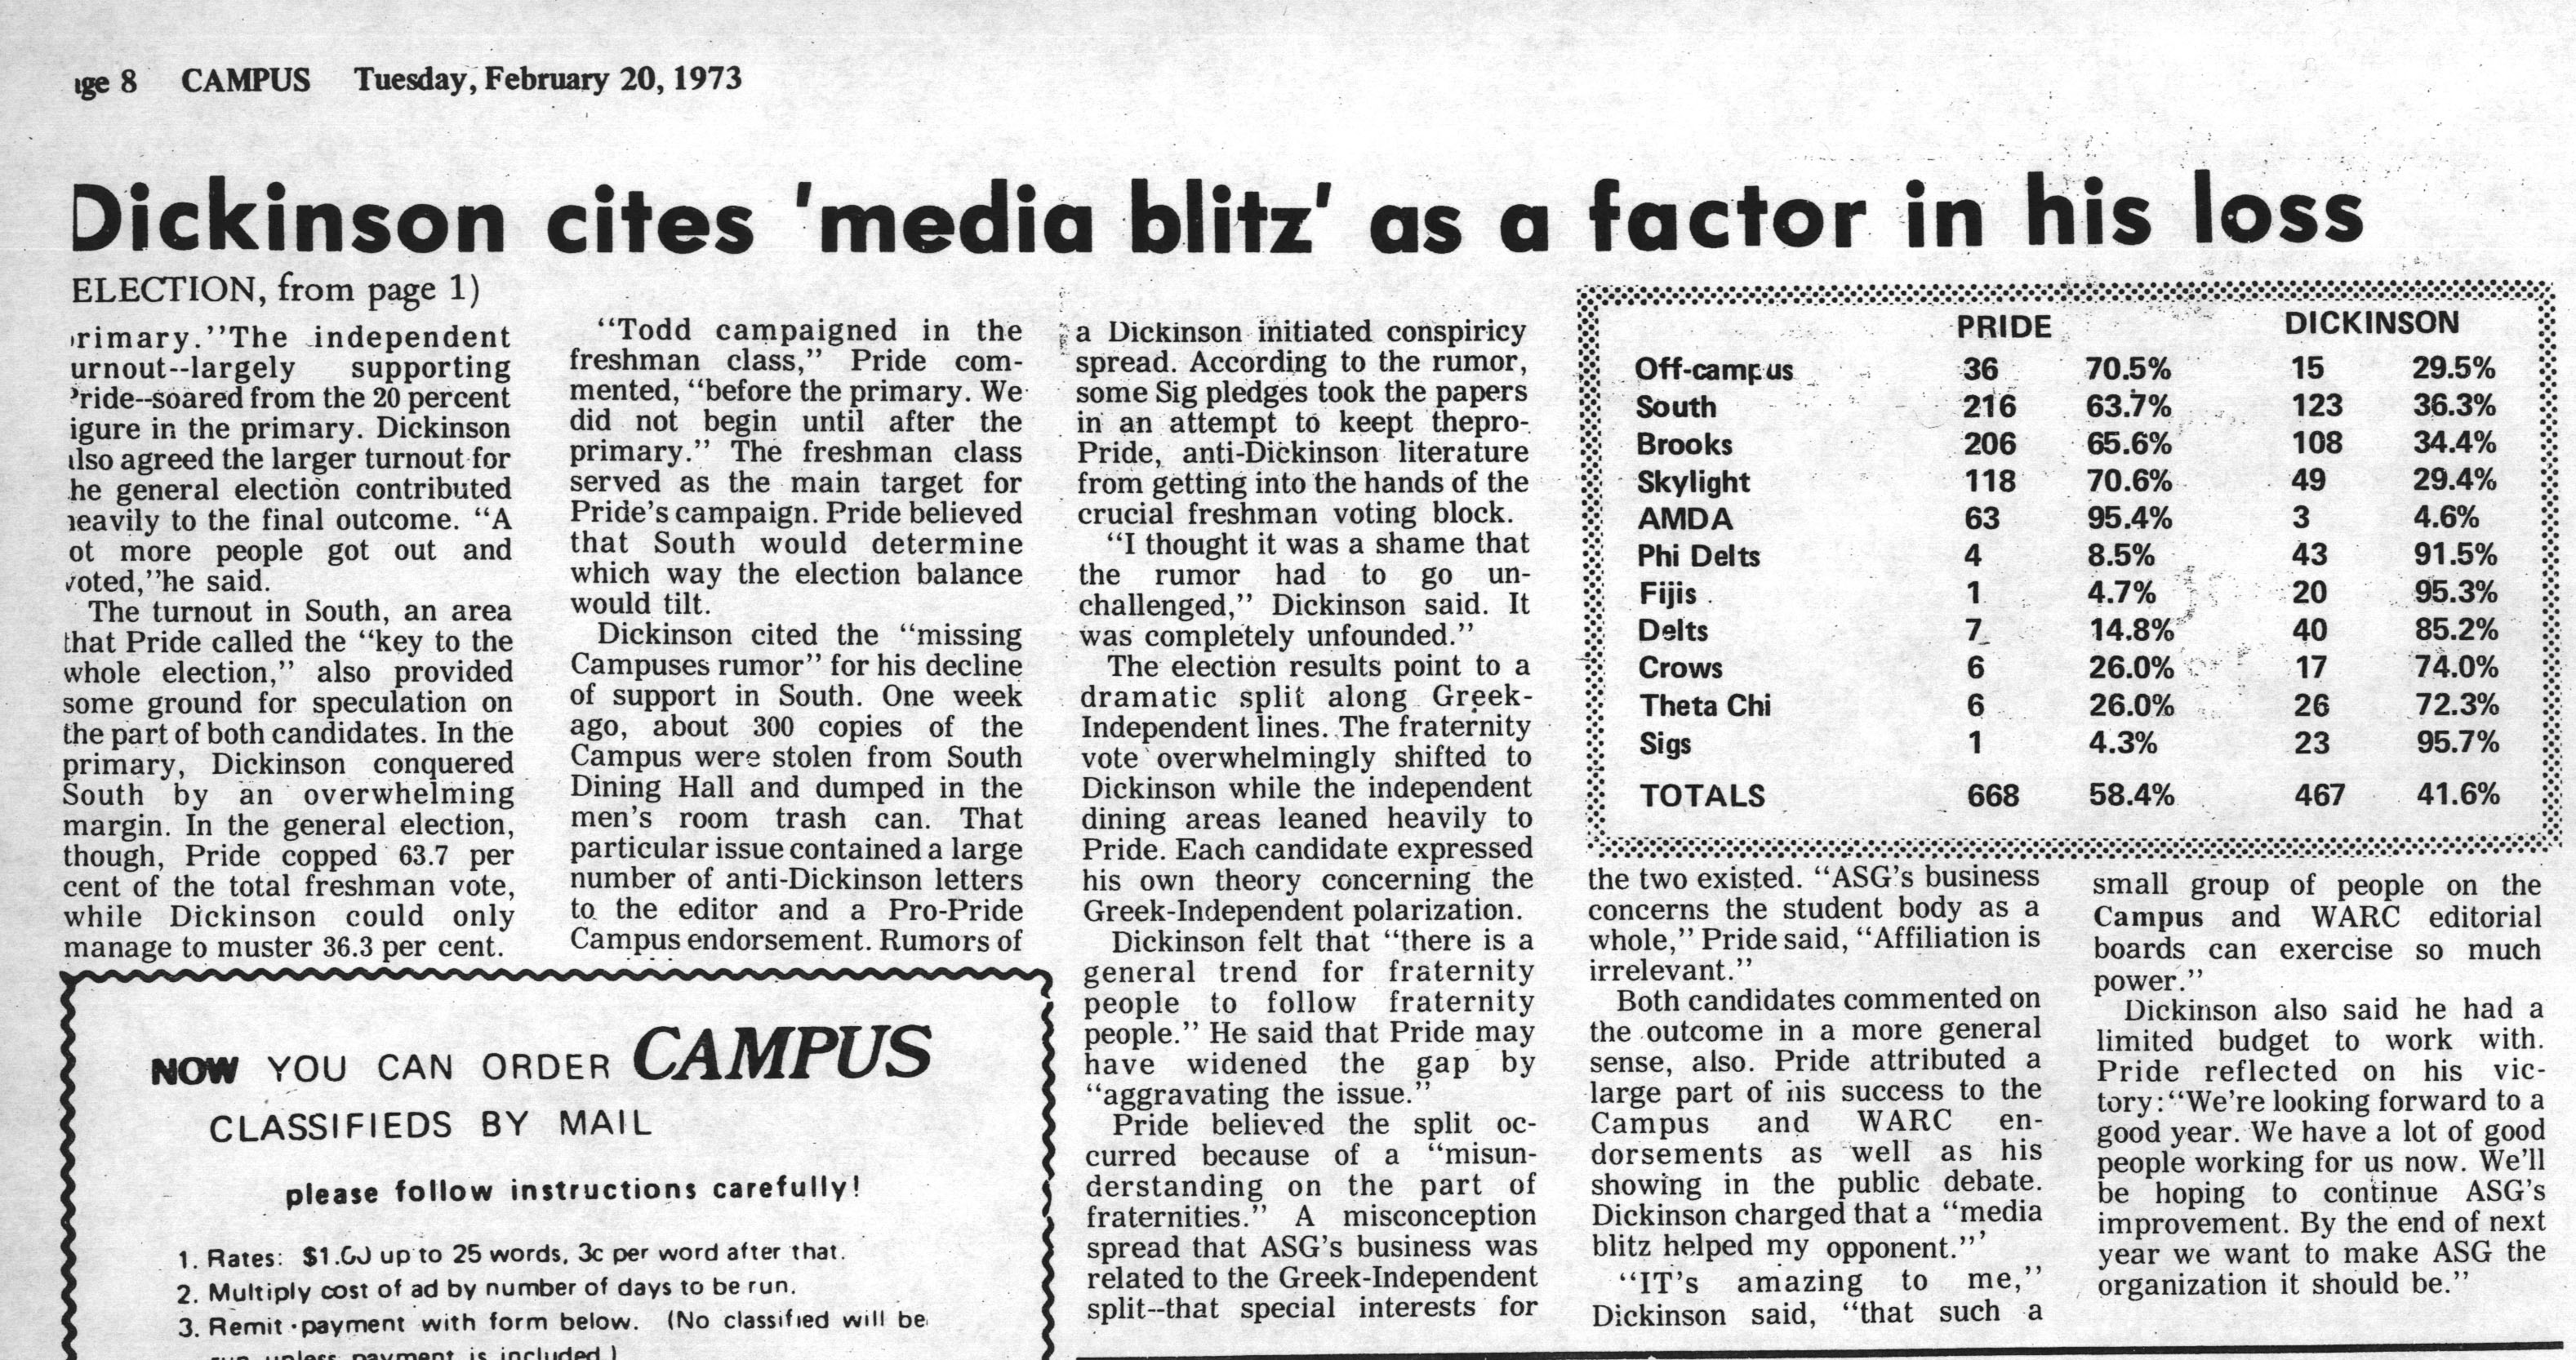 ge 8 CAMPUS Tuesday, February 20, 1973
Dickinson cites 'media blitz' as a factor in his loss
ELECTION, from page 1)
rimary."The independent
urnout--largely supporting
ride--soared from the 20 percent
igure in the primary. Dickinson
lso agreed the larger turnout for
he general election contributed
eavily to the final outcome. "A
ot more people got out and
voted,"he said.
The turnout in South, an area
that Pride called the "key to the
whole election," also provided
some ground for speculation on
the part of both candidates. In the
primary, Dickinson conquered
South by an overwhelming
margin. In the general election,
though, Pride copped 63.7 per
cent of the total freshman vote,
while Dickinson could only
manage to muster 36.3 per cent.
"Todd campaigned in the
freshman class," Pride com-
mented, "before the primary. We
did not begin until after the
primary." The freshman class
served as the main target for
Pride's campaign. Pride believed
that South would determine
which way the election balance
would tilt.
Dickinson cited the "missing
Campuses rumor" for his decline
of support in South. One week
ago, about 300 copies of the
Campus were stolen from South
Dining Hall and dumped in the
men's room trash can. That
particular issue contained a large
number of anti-Dickinson letters
to the editor and a Pro-Pride
Campus endorsement. Rumors of
a Dickinson initiated conspiricy
spread. According to the rumor,
some Sig pledges took the papers
in an attempt to keept thepro-
Pride, anti-Dickinson literature
from getting into the hands of the
crucial freshman voting block.
"I thought it was a shame that
the rumor had to go un-
challenged," Dickinson said. It
was completely unfounded."
The election results point to a
dramatic split along Greek-
Independent lines. The fraternity
vote overwhelmingly shifted to
Dickinson while the independent
dining areas leaned heavily to
Pride. Each candidate expressed
his own theory concerning the
Greek-Independent polarization.
Dickinson felt that "there is a
general trend for fraternity
people to follow fraternity
people." He said that Pride may
have widened the gap by
"aggravating the issue."
Pride believed the split oc-
curred because of a "misun-
derstanding on the part of
fraternities." A misconception
spread that ASG's business was
related to the Greek-Independent
split--that special interests for
PRIDE DICKINSON
Off-campus 36 70.5% 15 29.5%
South 216 63.7% 123 36.3%
Brooks 206 65.6% 108 34.4%
Skylight 118 70.6% 49 29.4%
AMDA 63 95.4% 3 4.6%
Phi Delts 4 8.5% 43 91.5%
Fijis 1 4.7% 20 95.3%
Delts 7 14.8% 40 85.2%
Crows 6 26.0% 17 74.0%
Theta Chi 6 26.0% 26 72.3%
Sigs 1 4.3% 23 95.7%
TOTALS 668 58.4% 467 41.6%
the two existed. "ASG's business
concerns the student body as a
whole," Pride said, "Affiliation is
irrelevant."
Both candidates commented on
the outcome in a more general
sense, also. Pride attributed a
large part of his success to the
Campus and WARC en-
dorsements as well as his
showing in the public debate.
Dickinson charged that a "media
blitz helped my opponent."'
"IT's amazing to me,"
Dickinson said, "that such a
small group of people on the
Campus and WARC editorial
boards can exercise so much
power."
Dickinson also said he had a
limited budget to work with.
Pride reflected on his vic-
tory:"We're looking forward to a
good year. We have a lot of good
people working for us now. We'll
be hoping to continue ASG's
improvement. By the end of next
year we want to make ASG the
organization it should be."
NOW YOU CAN ORDER CAMPUS
CLASSIFIEDS BY MAIL
please follow instructions carefully!
1. Rates: $1.00 up to 25 words, 3c per word after that.
2. Multiply cost of ad by number of days to be run.
3. Remit payment with form below. (No classified will be
run unless payment is included.)